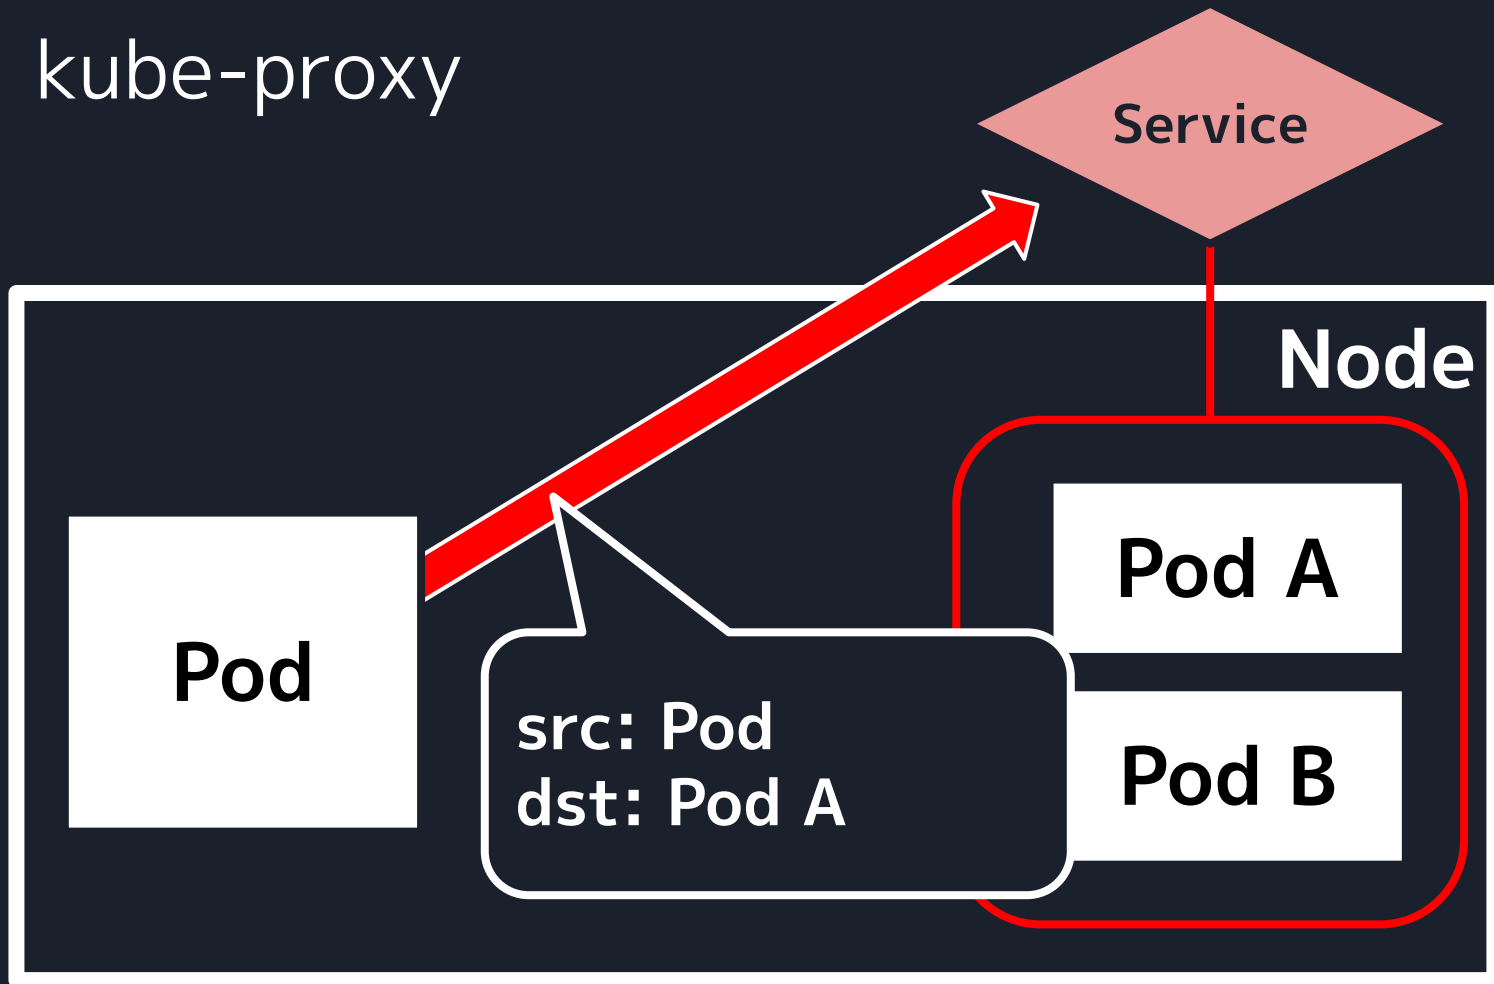 kube-proxy
Service
Node
Pod A
Pod
src: Pod
dst: Pod A
Pod B